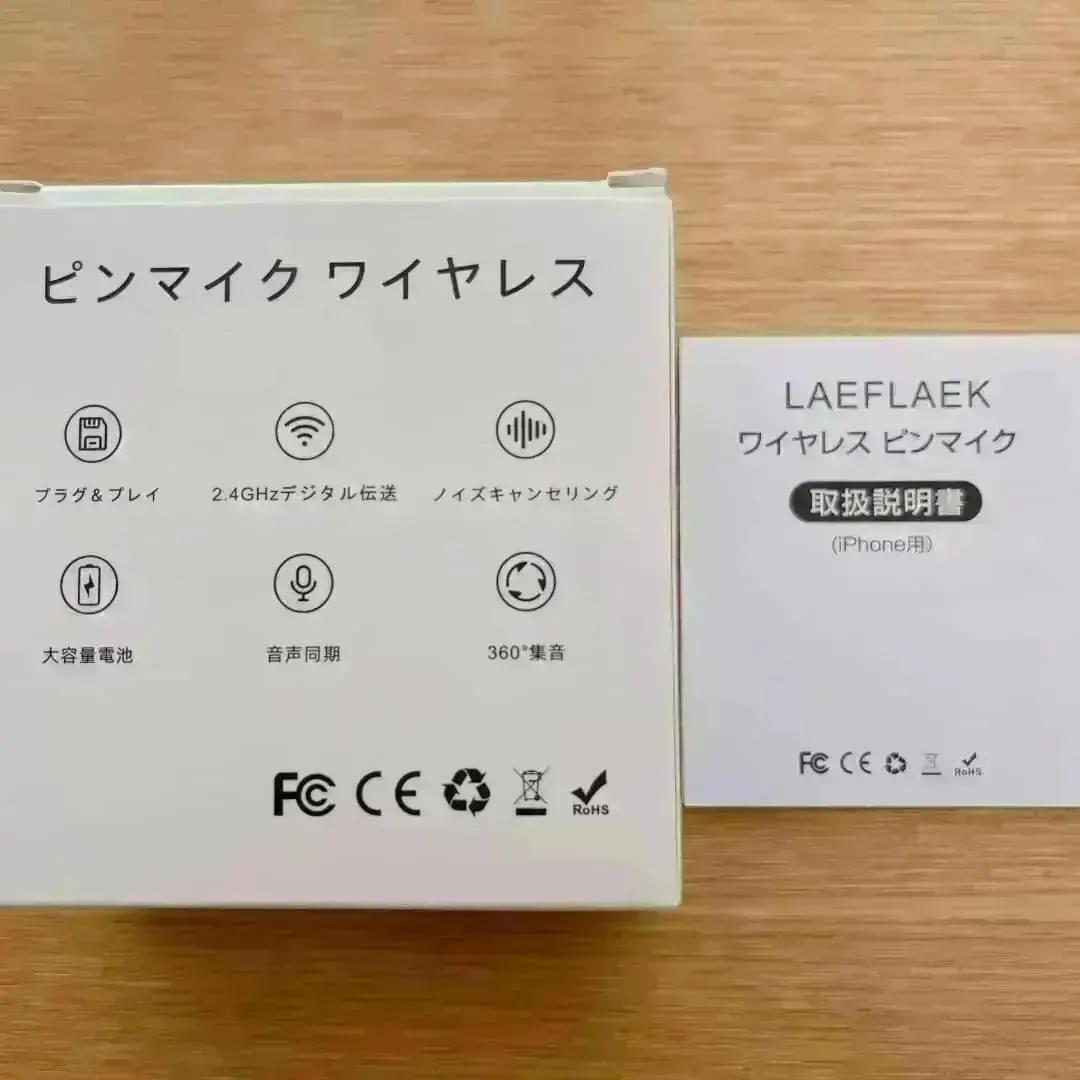 ピンマイク ワイヤレス
プラグ&プレイ
2.4GHzデジタル伝送
ノイズキャンセリング
大容量電池
音声同期
360°集音
FC CE RoHS
LAEFLAEK
ワイヤレス ピンマイク
取扱説明書
(iPhone用)
FC CE RoHS